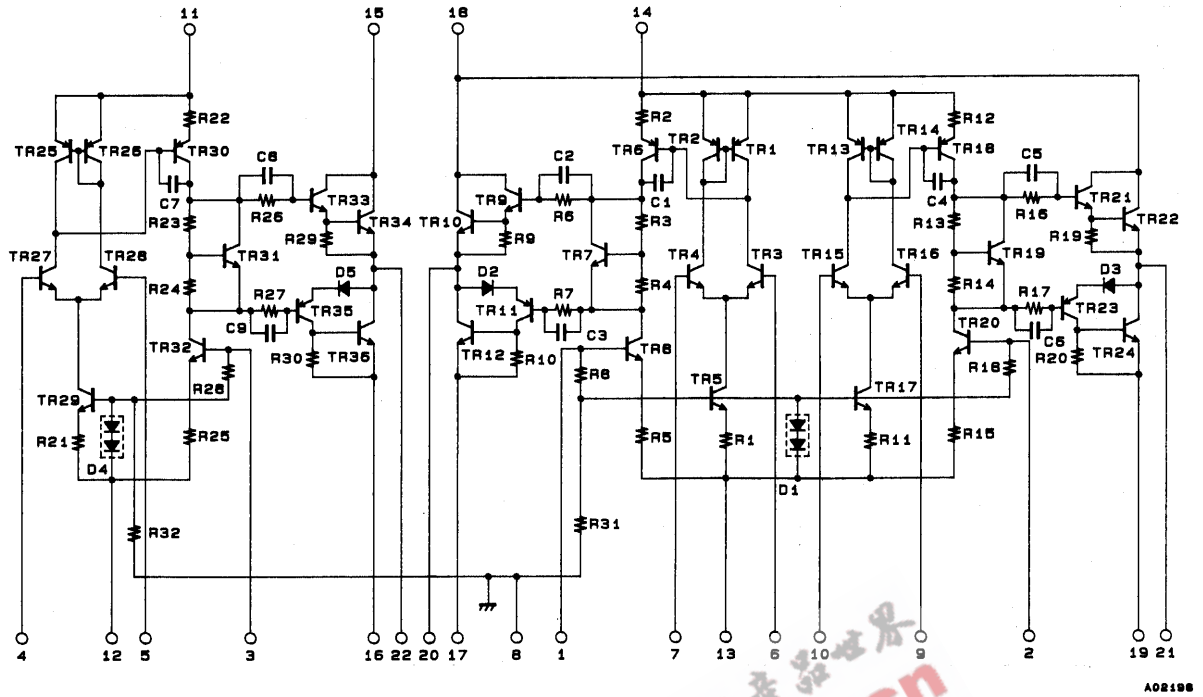 11 15 18 14
R22 R2 R12
TR25 TR26 TR30 TR6 TR2 TR1 TR13 TR14 TR18
C8 C2 C5
C7 C1 C4
TR33 TR9 TR21
R23 R26 TR34 TR10 R6 R3 R13 R16 TR22
R29 R9 R19
TR27 TR28 TR31 TR7 TR4 TR3 TR15 TR16 TR19
D5 D2 D3
R24 R27 R7 R4 R14 R17
TR35 TR11 TR23
C9 C3 TR20 C6
TR32 R30 TR36 TR12 R10 TR8 R20 TR24
R28 R8 TR5 TR17 R18
TR29
R21 R25 R5 R1 R11 R15
D4 D1
R32 R31
4 12 5 3 16 22 20 17 8 1 7 13 6 10 9 2 19 21
世界
A02198